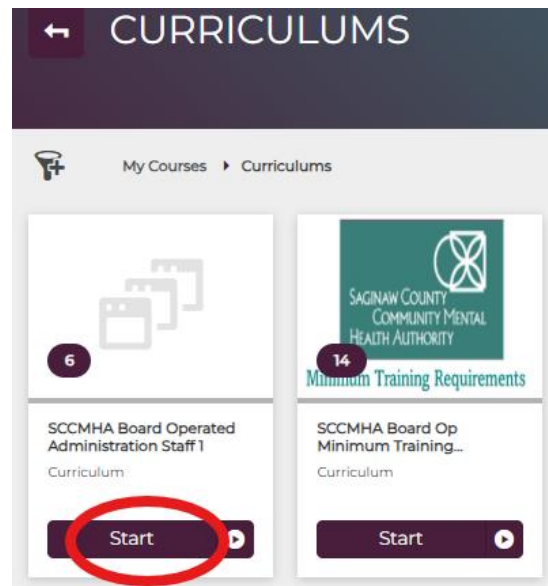 CURRICULUMS
My Courses Curriculums
6
SCCMHA Board Operated
Administration Staff 1
Curriculum
Start
SAGINAW COUNTY
COMMUNITY MENTAL
HEALTH AUTHORITY
14
Minimum Training Requirements
SCCMHA Board Op
Minimum Training...
Curriculum
Start